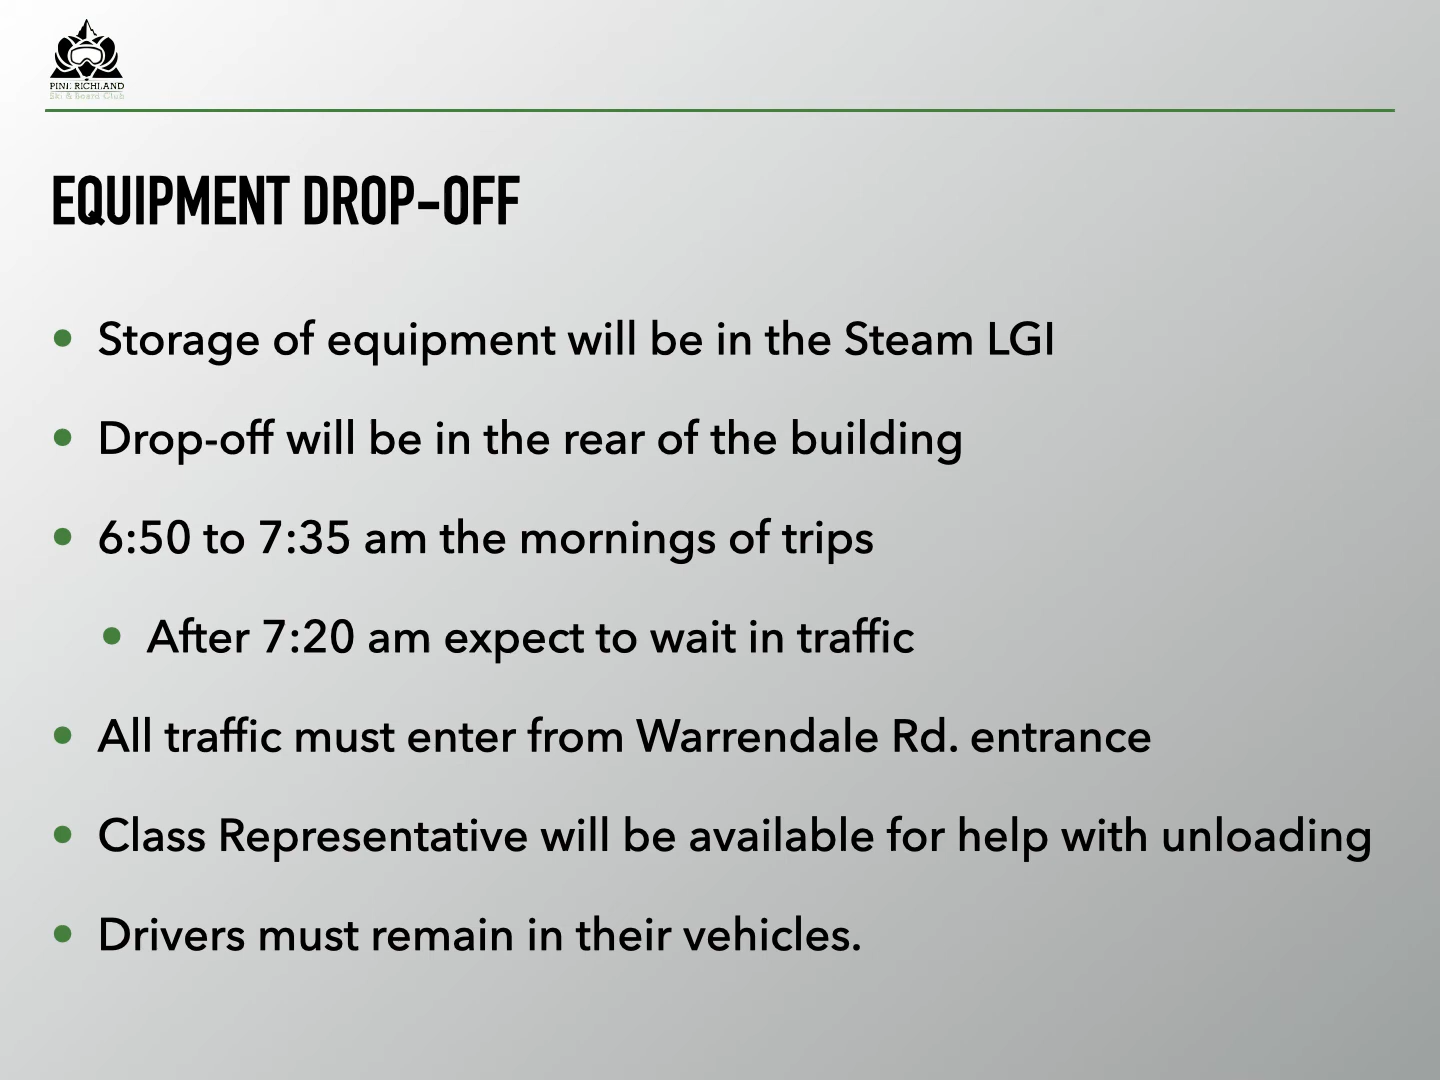 PINE RICHLAND
Ski & Board Club
EQUIPMENT DROP-OFF
• Storage of equipment will be in the Steam LGI
• Drop-off will be in the rear of the building
• 6:50 to 7:35 am the mornings of trips
• After 7:20 am expect to wait in traffic
• All traffic must enter from Warrendale Rd. entrance
• Class Representative will be available for help with unloading
• Drivers must remain in their vehicles.